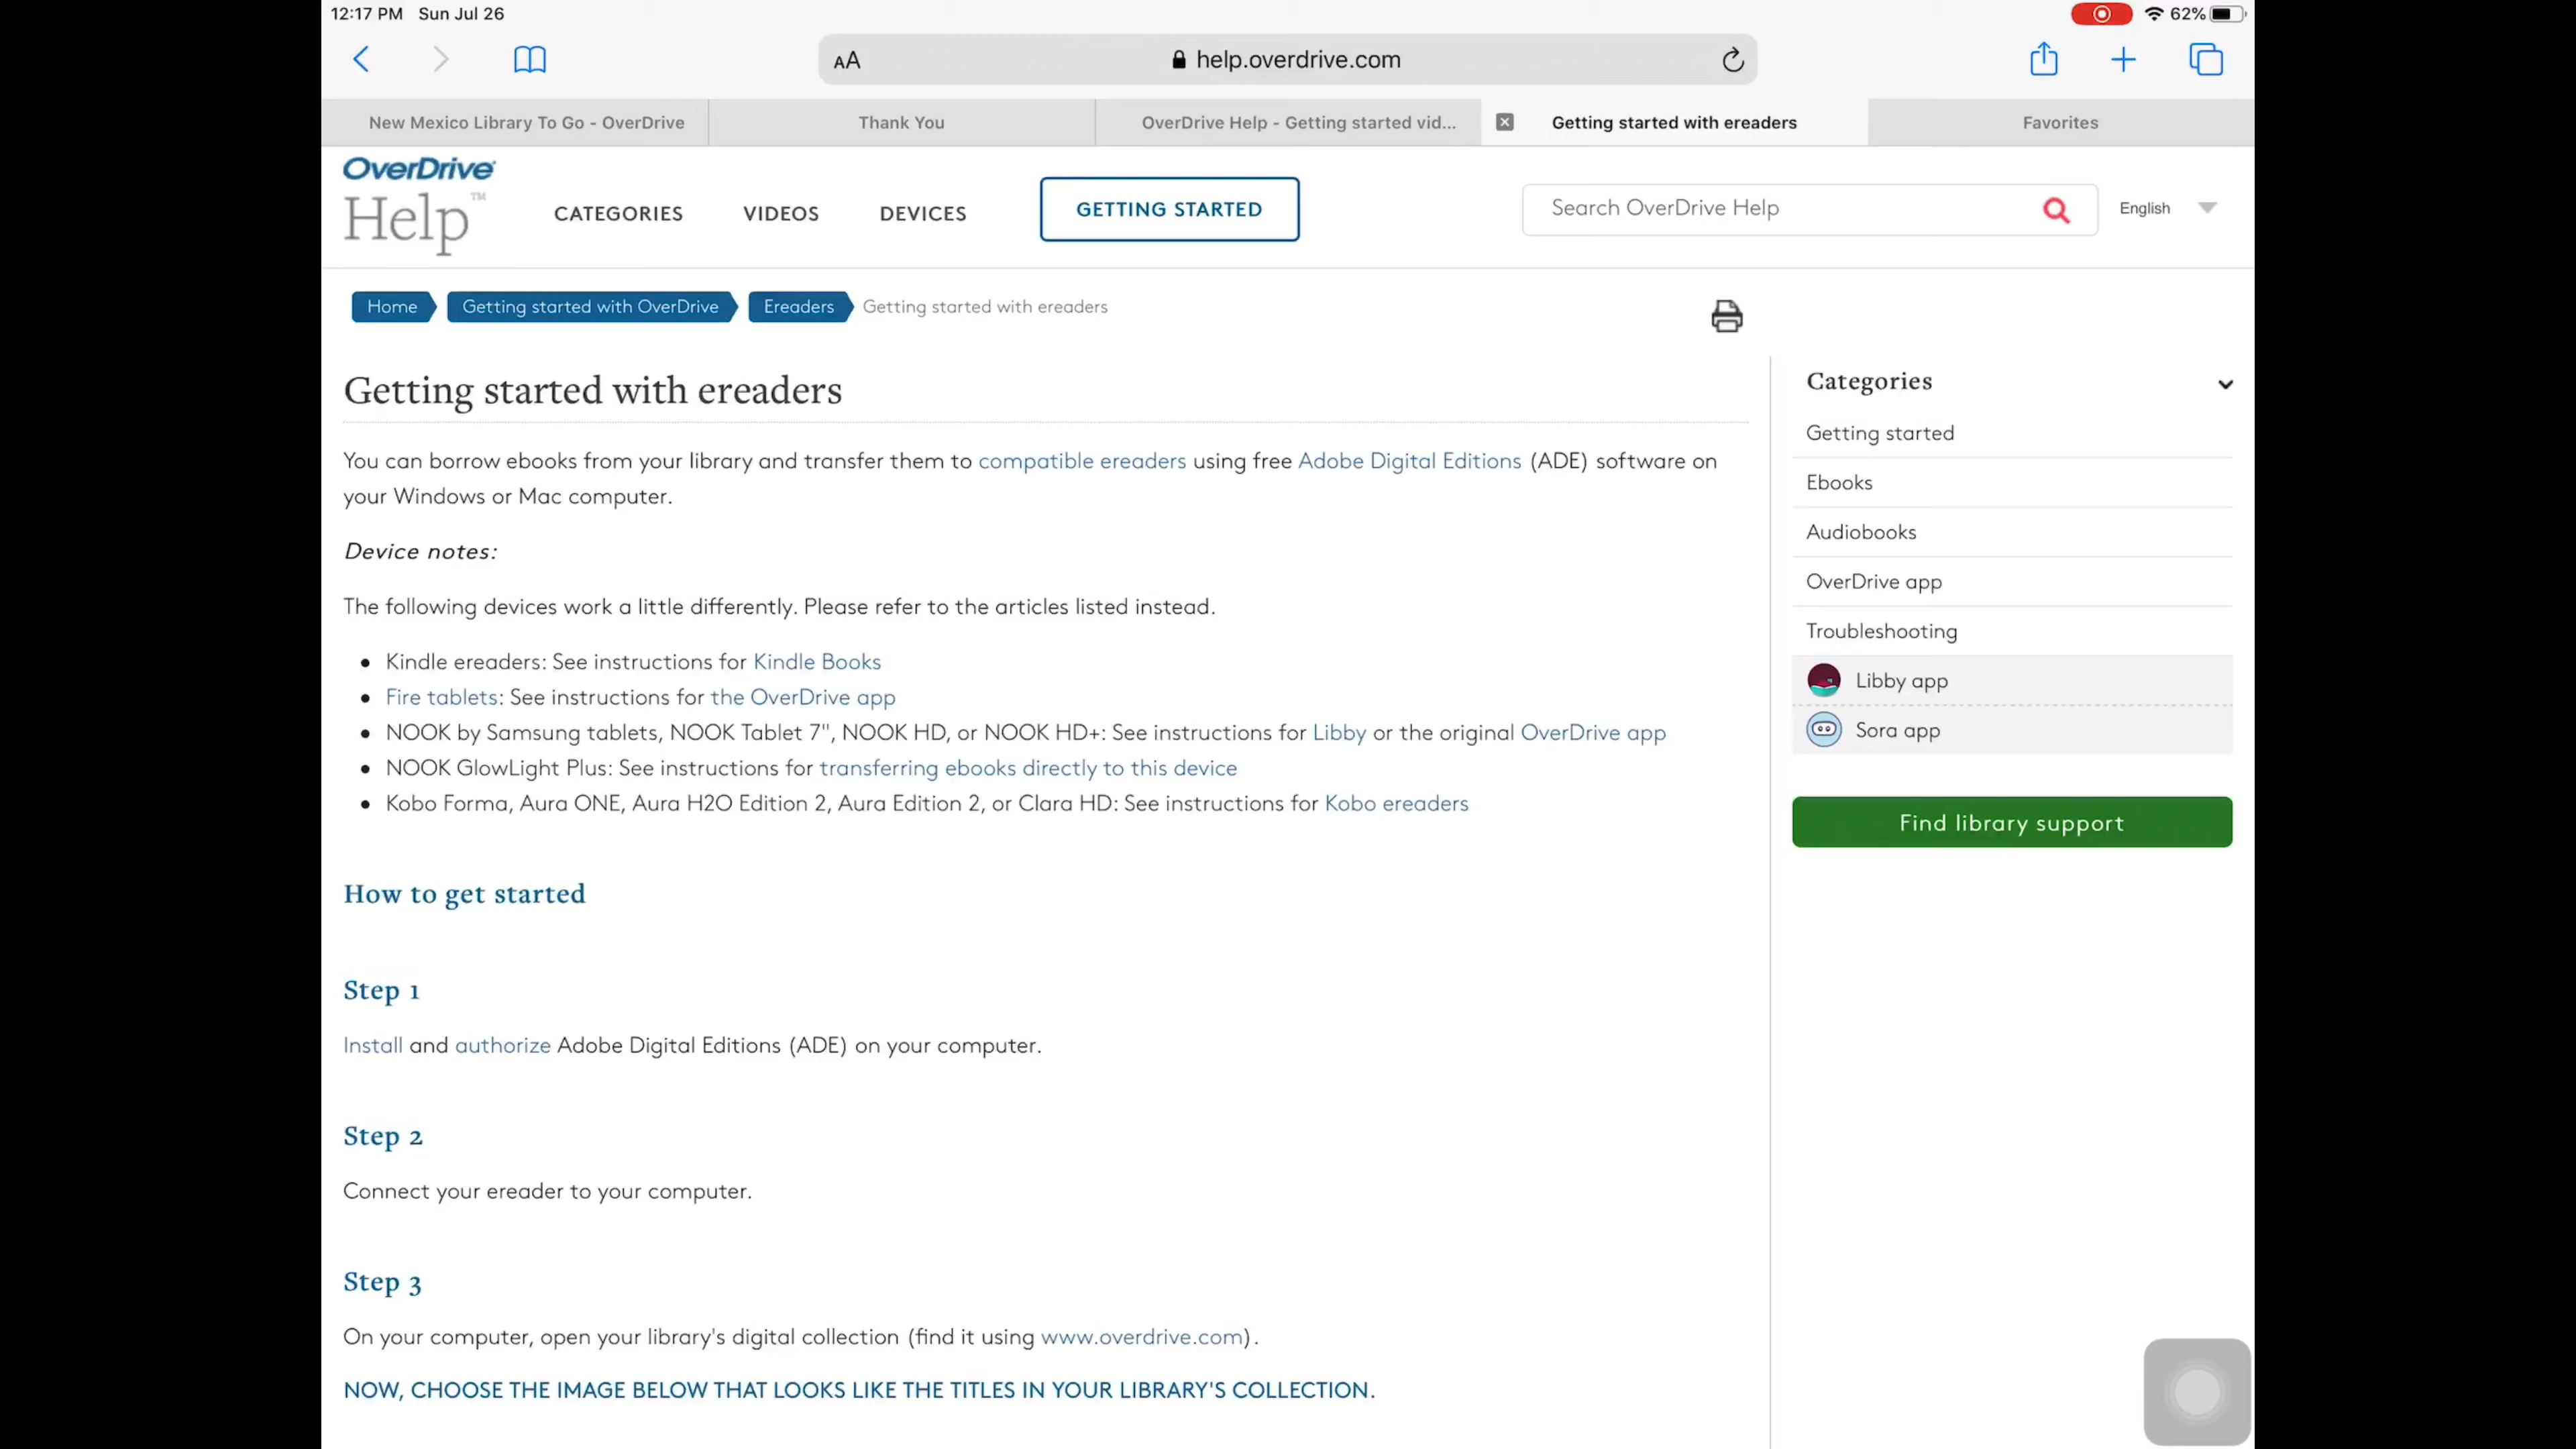 12:17 PM Sun Jul 26
62%
AA
help.overdrive.com
New Mexico Library To Go - OverDrive
Thank You
OverDrive Help - Getting started vid...
Getting started with ereaders
Favorites
OverDrive
Help™
CATEGORIES
VIDEOS
DEVICES
GETTING STARTED
Search OverDrive Help
English
Home
Getting started with OverDrive
Ereaders
Getting started with ereaders
Getting started with ereaders
You can borrow ebooks from your library and transfer them to compatible ereaders using free Adobe Digital Editions (ADE) software on
your Windows or Mac computer.
Device notes:
The following devices work a little differently. Please refer to the articles listed instead.
• Kindle ereaders: See instructions for Kindle Books
• Fire tablets: See instructions for the OverDrive app
• NOOK by Samsung tablets, NOOK Tablet 7", NOOK HD, or NOOK HD+: See instructions for Libby or the original OverDrive app
• NOOK GlowLight Plus: See instructions for transferring ebooks directly to this device
• Kobo Forma, Aura ONE, Aura H2O Edition 2, Aura Edition 2, or Clara HD: See instructions for Kobo ereaders
How to get started
Step 1
Install and authorize Adobe Digital Editions (ADE) on your computer.
Step 2
Connect your ereader to your computer.
Step 3
On your computer, open your library's digital collection (find it using www.overdrive.com).
NOW, CHOOSE THE IMAGE BELOW THAT LOOKS LIKE THE TITLES IN YOUR LIBRARY'S COLLECTION.
Categories
Getting started
Ebooks
Audiobooks
OverDrive app
Troubleshooting
Libby app
Sora app
Find library support